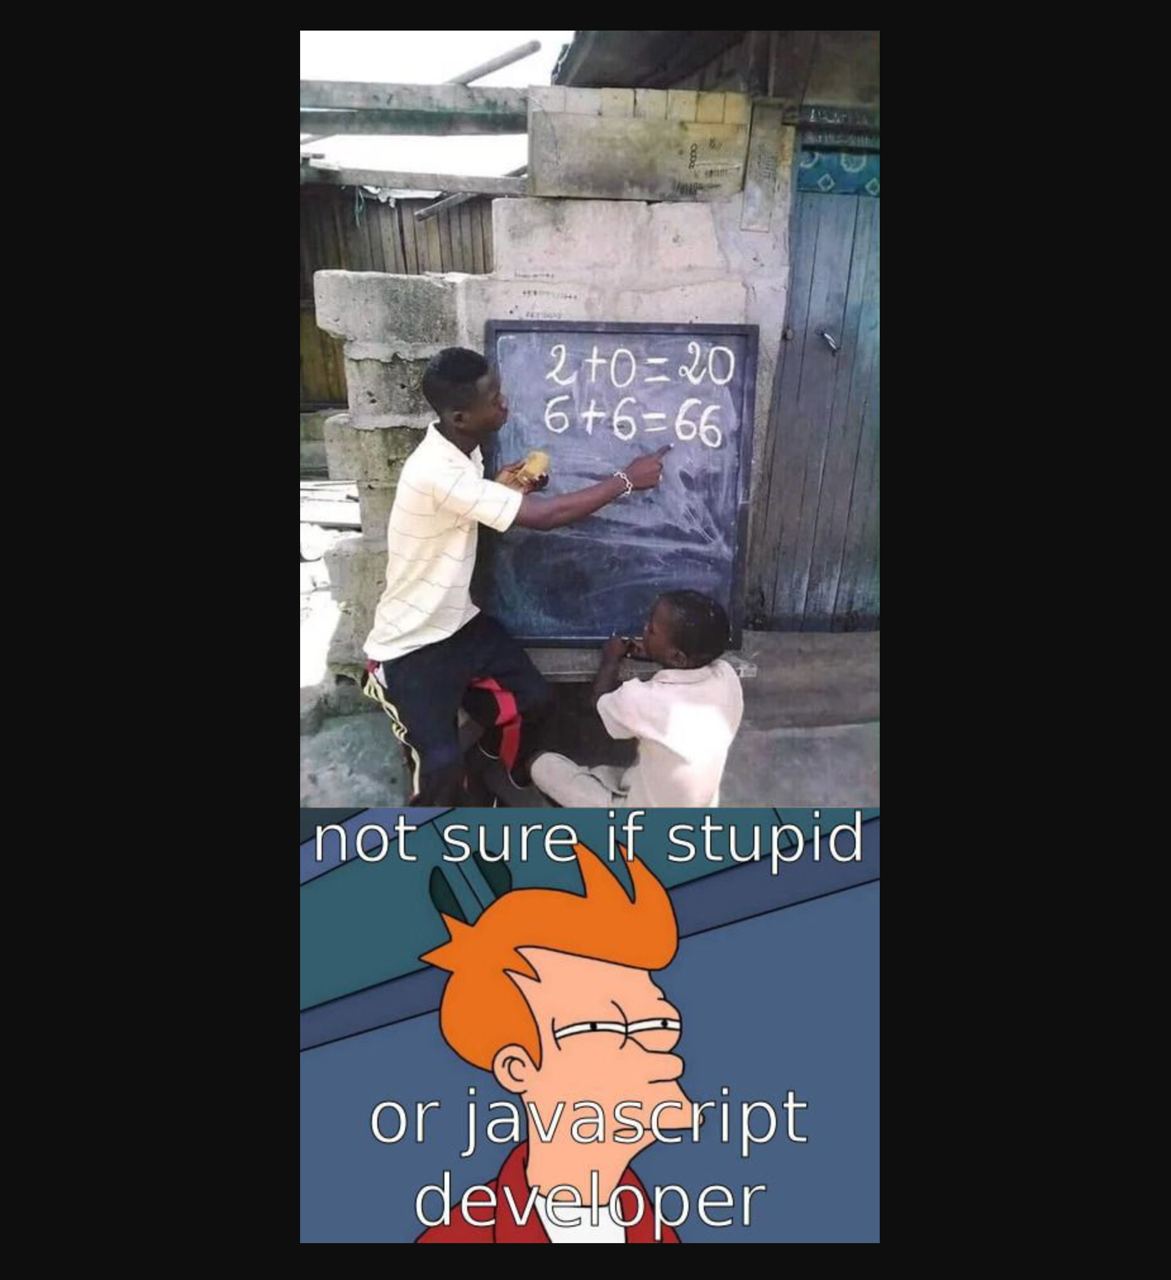 2+0=20
6+6=66
not sure if stupid
or javascript
developer